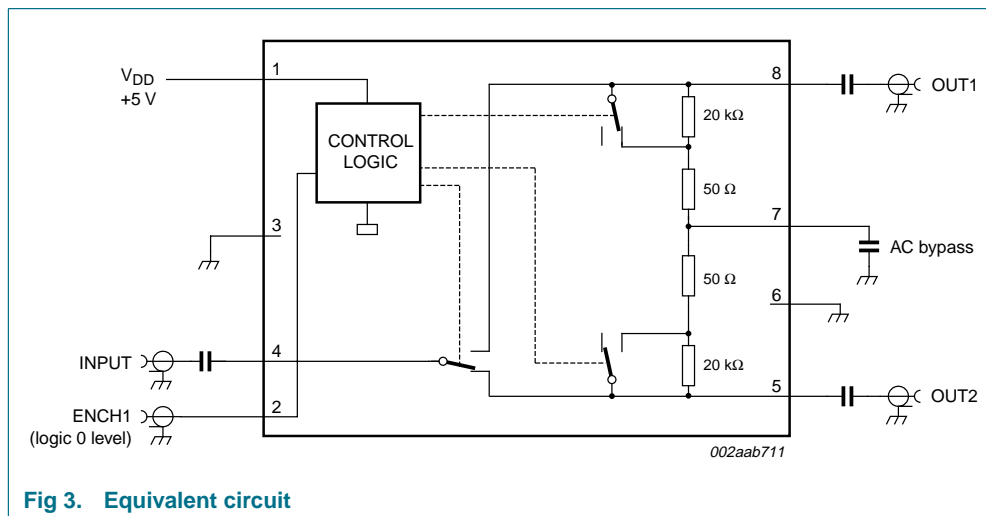 V_DD
+5 V
1
8
OUT1
CONTROL
LOGIC
20 kΩ
50 Ω
7
3
AC bypass
50 Ω
6
INPUT
4
20 kΩ
ENCH1
(logic 0 level)
2
5
OUT2
002aab711
Fig 3. Equivalent circuit